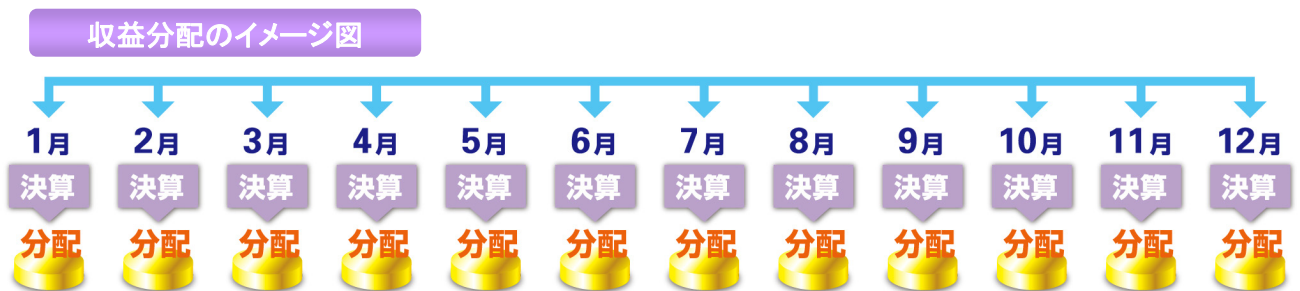 収益分配のイメージ図
1月 2月 3月 4月 5月 6月 7月 8月 9月 10月 11月 12月
決算 決算 決算 決算 決算 決算 決算 決算 決算 決算 決算 決算
分配 分配 分配 分配 分配 分配 分配 分配 分配 分配 分配 分配